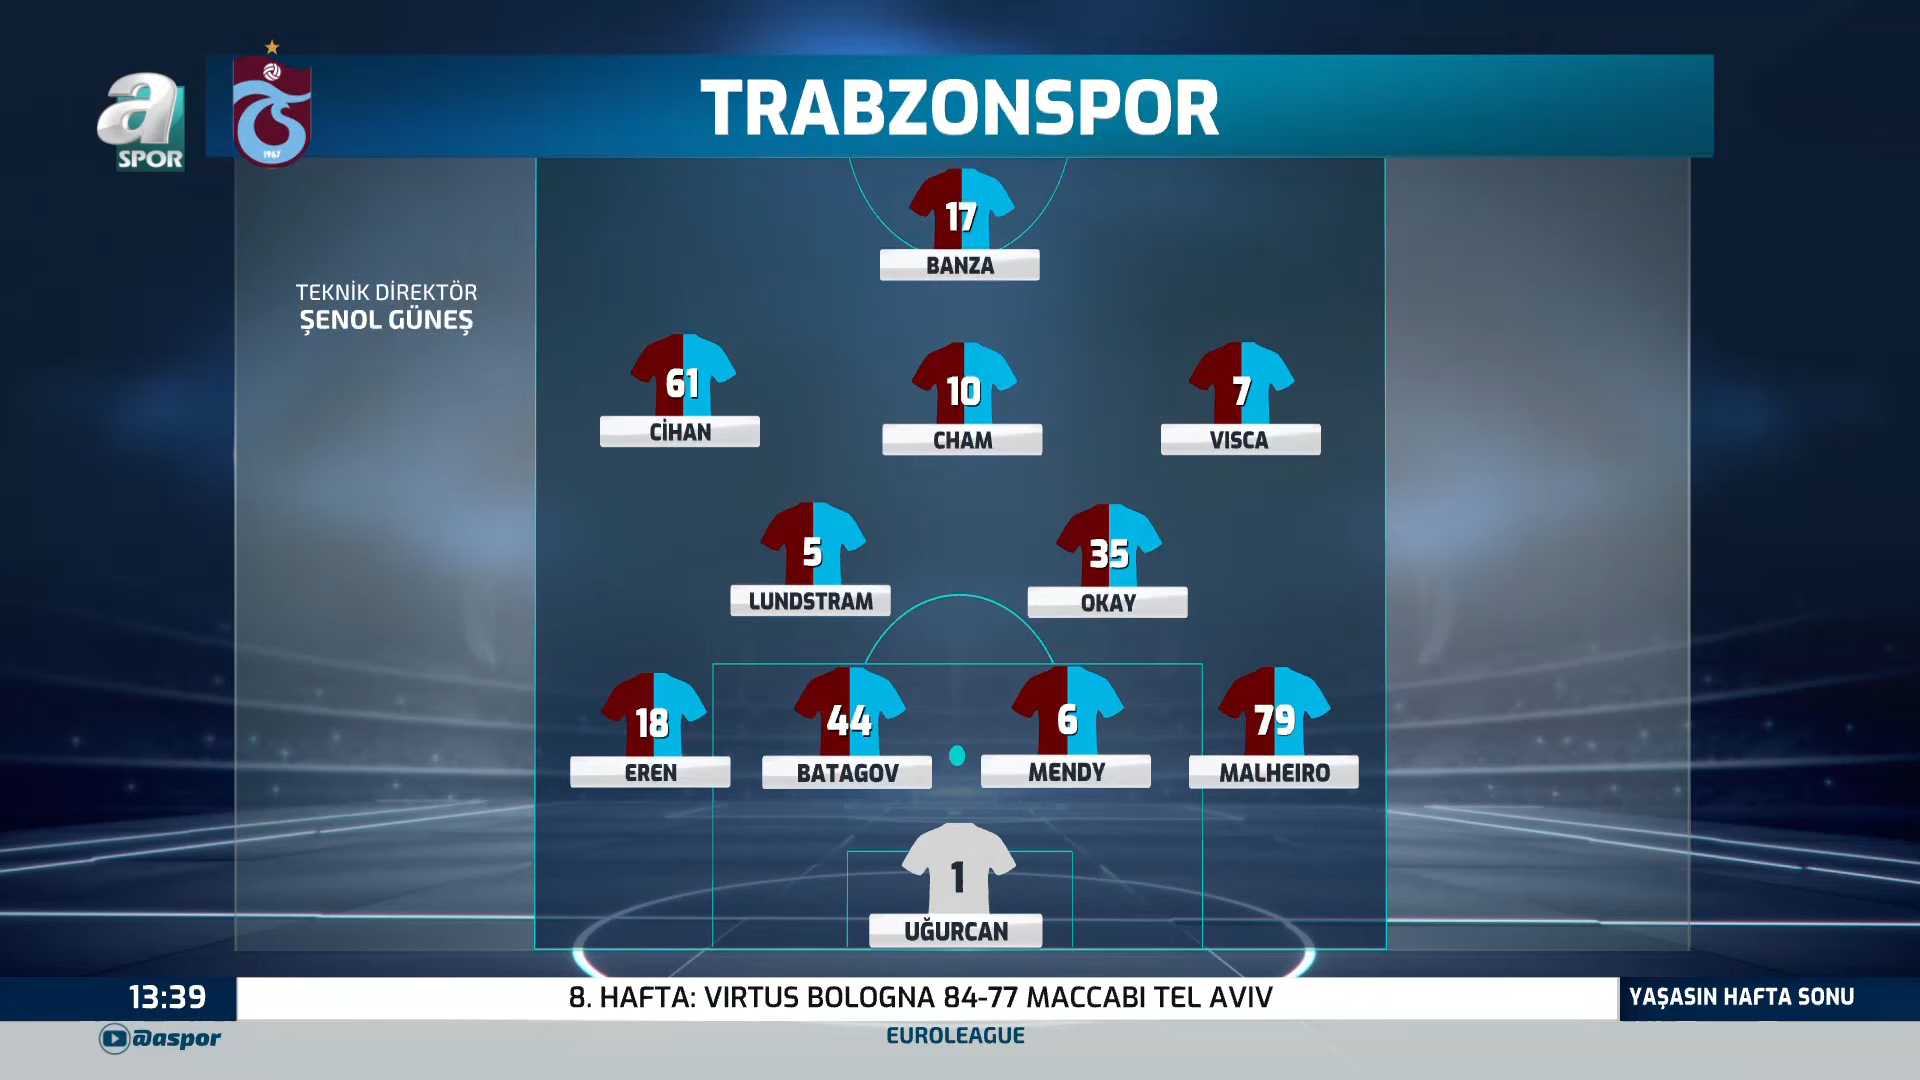 TRABZONSPOR
a
SPOR
1967
17
BANZA
TEKNİK DİREKTÖR
ŞENOL GÜNEŞ
61
CİHAN
10
CHAM
7
VISCA
5
LUNDSTRAM
35
OKAY
18
EREN
44
BATAGOV
6
MENDY
79
MALHEIRO
1
UĞURCAN
13:39
8. HAFTA: VIRTUS BOLOGNA 84-77 MACCABI TEL AVIV
YAŞASIN HAFTA SONU
@aspor
EUROLEAGUE